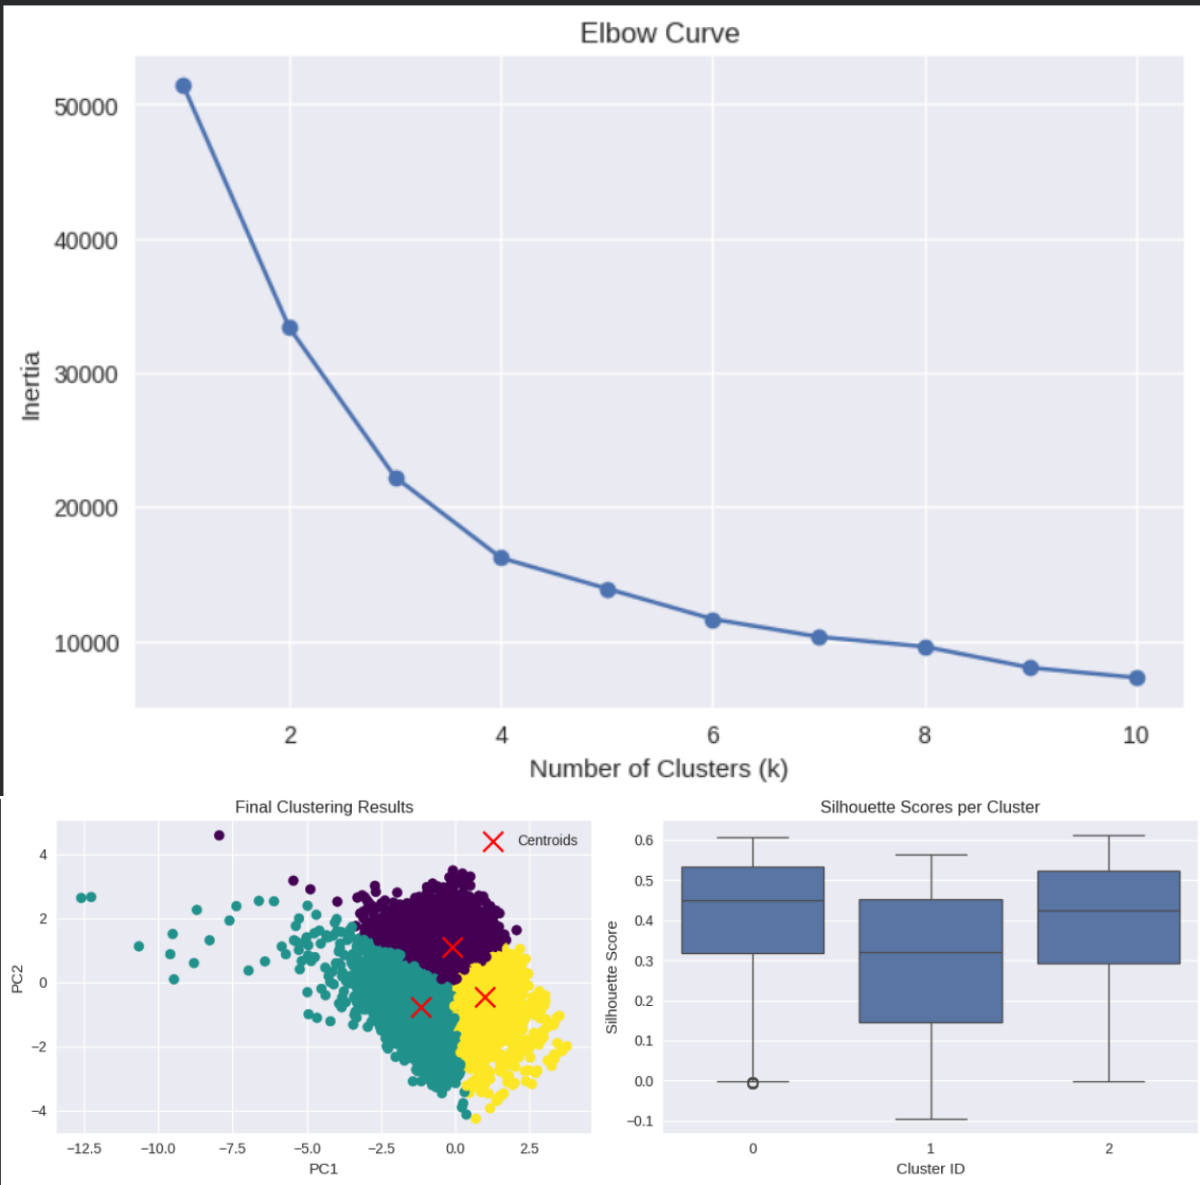 Elbow Curve
50000
40000
30000
20000
10000
Inertia
2 4 6 8 10
Number of Clusters (k)
Final Clustering Results
Centroids
4
2
0
−2
−4
PC2
−12.5 −10.0 −7.5 −5.0 −2.5 0.0 2.5
PC1
Silhouette Scores per Cluster
0.6
0.5
0.4
0.3
0.2
0.1
0.0
−0.1
Silhouette Score
0 1 2
Cluster ID